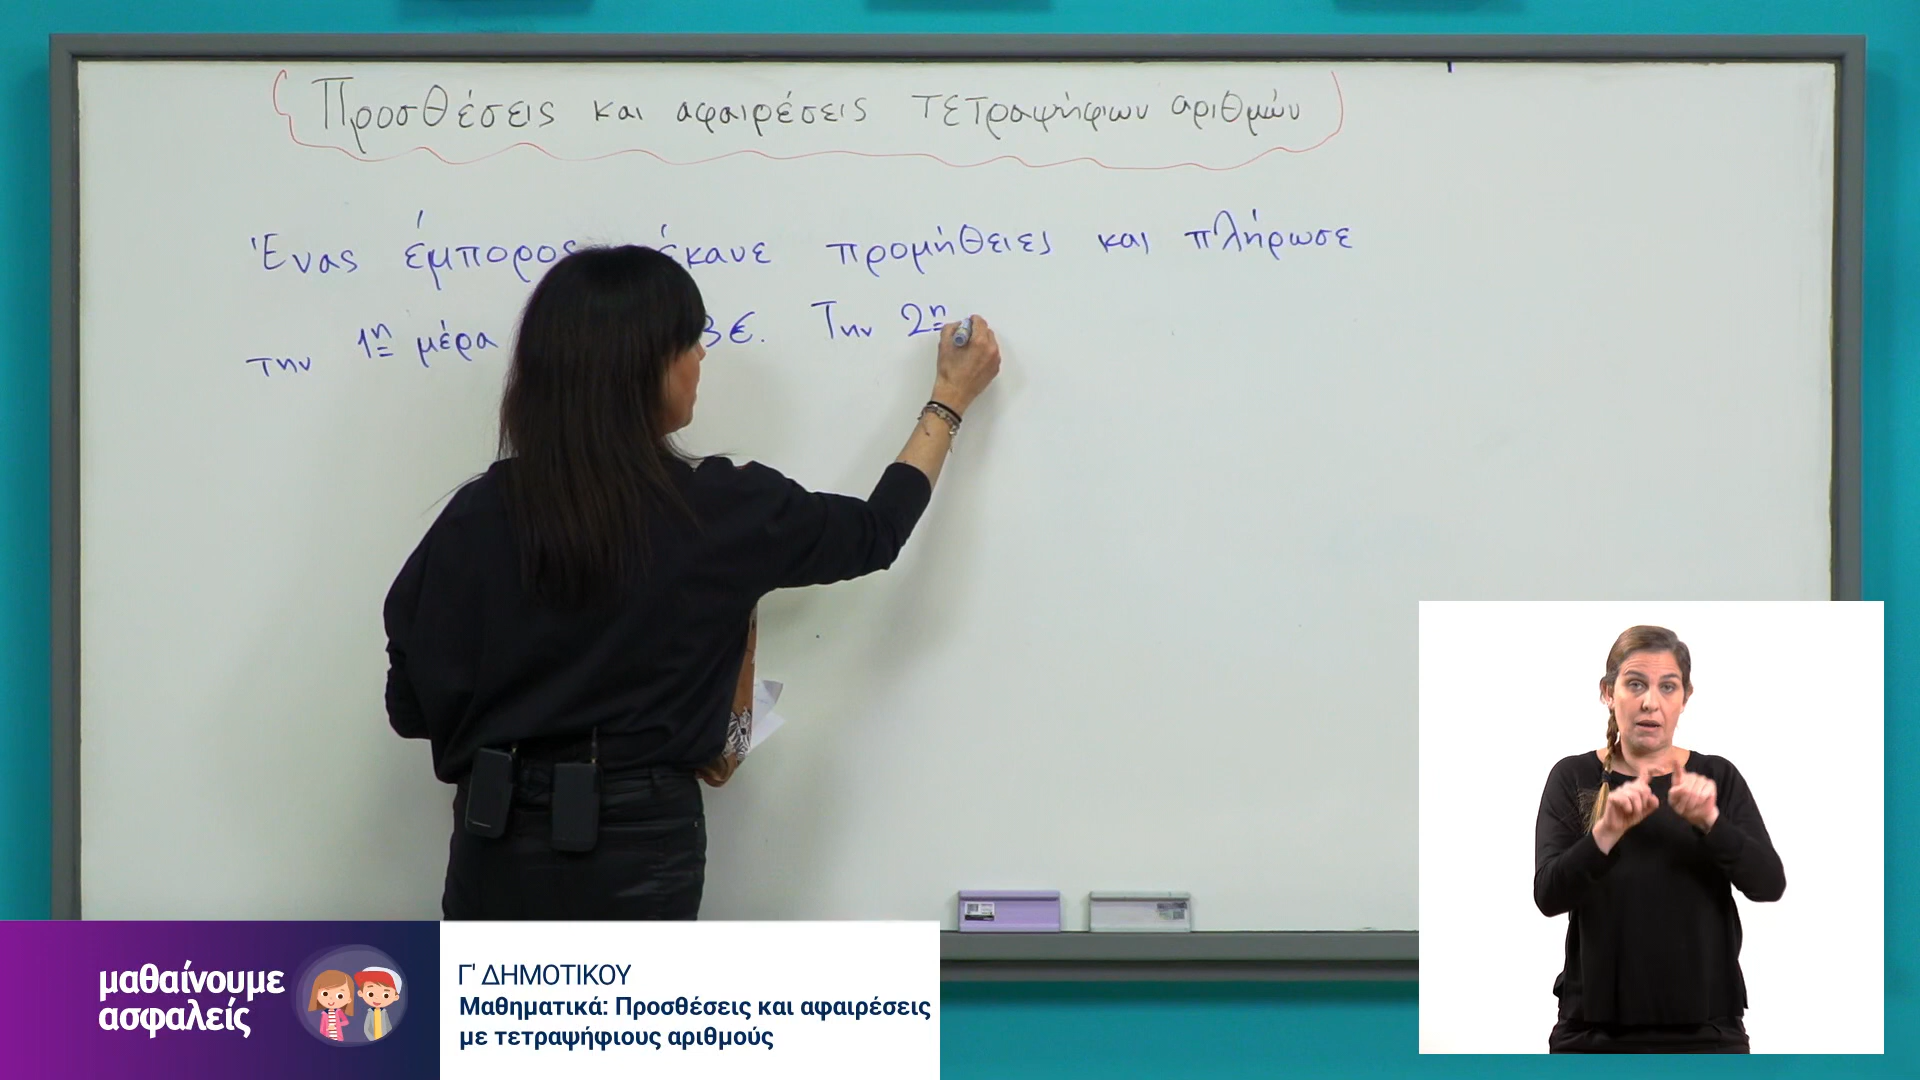 Προσθέσεις και αφαιρέσεις τετραψήφιων αριθμών
Ένας έμπορος έκανε προμήθειες και πλήρωσε
την 1η μέρα 3€. Την 2η
μαθαίνουμε
ασφαλείς
Γ' ΔΗΜΟΤΙΚΟΥ
Μαθηματικά: Προσθέσεις και αφαιρέσεις
με τετραψήφιους αριθμούς